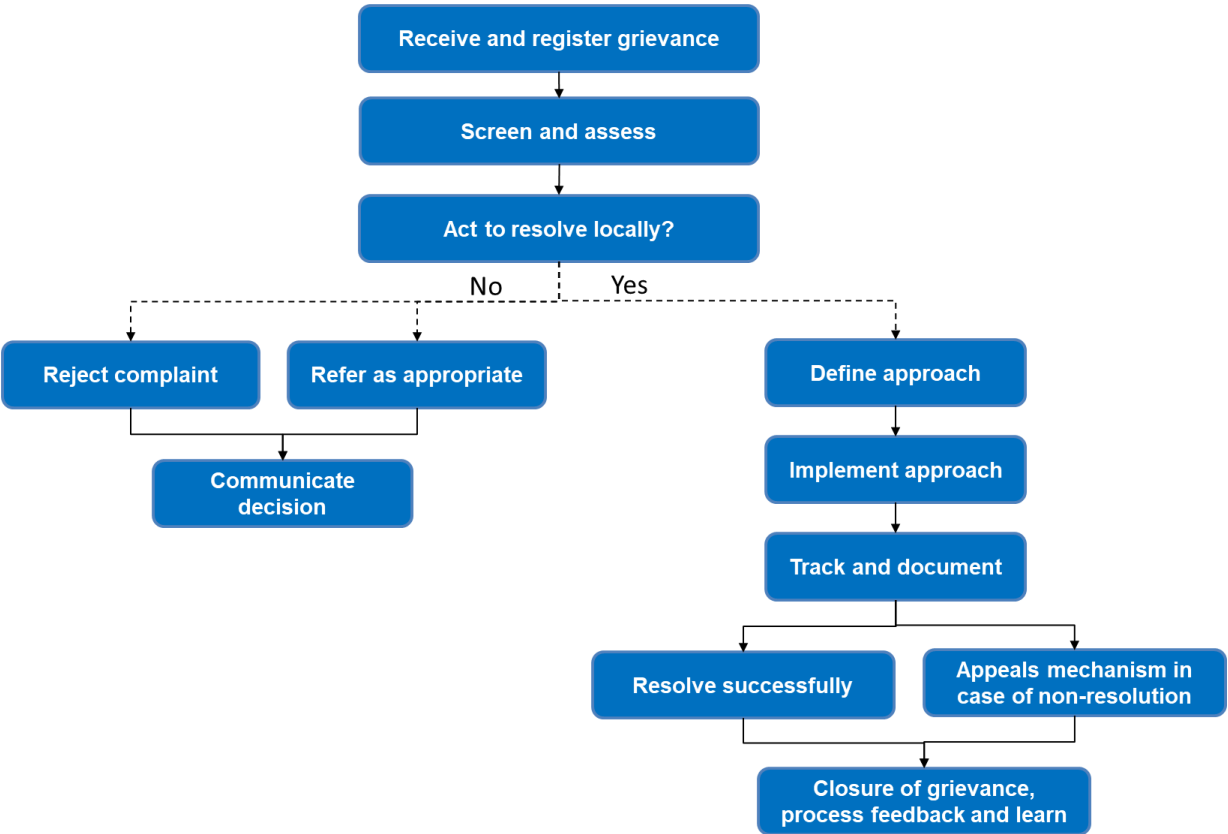 Receive and register grievance
Screen and assess
Act to resolve locally?
No
Yes
Reject complaint
Refer as appropriate
Communicate
decision
Define approach
Implement approach
Track and document
Resolve successfully
Appeals mechanism in
case of non-resolution
Closure of grievance,
process feedback and learn